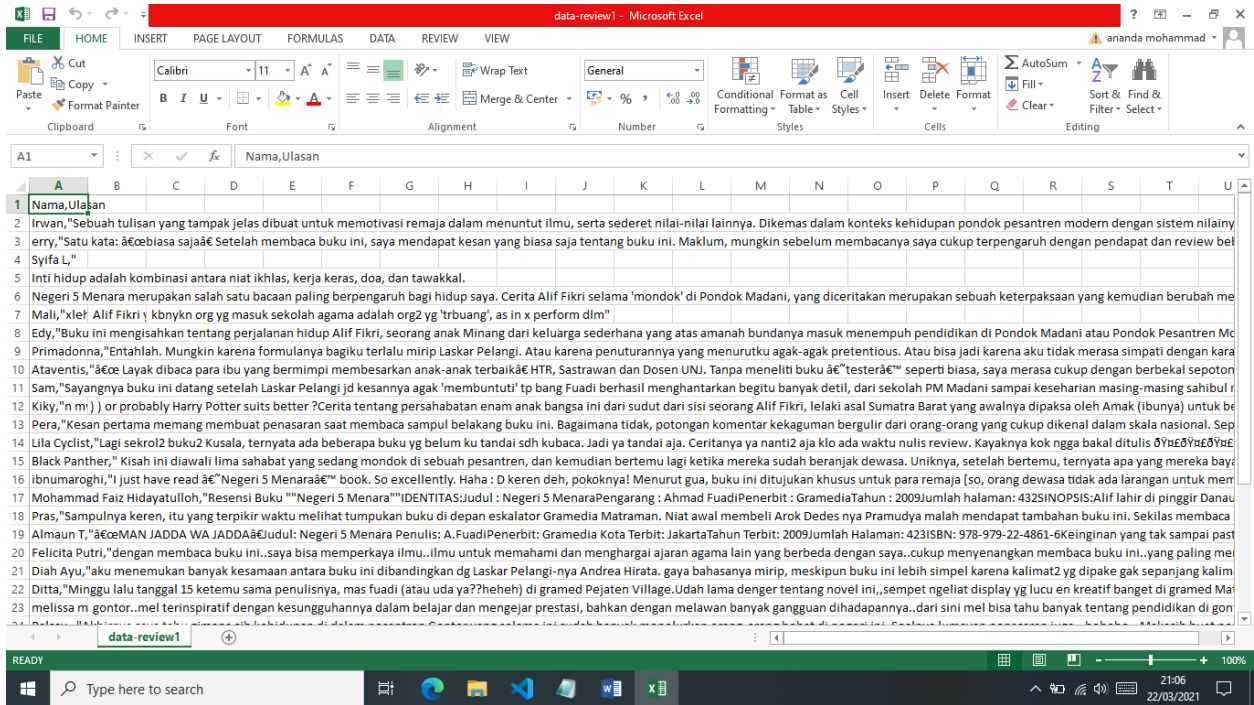 data-review1 - Microsoft Excel
FILE HOME INSERT PAGE LAYOUT FORMULAS DATA REVIEW VIEW
ananda mohammad
Cut
Copy
Format Painter
Paste
Clipboard
Calibri 11
B I U
Font
Wrap Text
Merge & Center
Alignment
General
Number
Conditional Formatting
Format as Table
Cell Styles
Styles
Insert Delete Format
Cells
AutoSum
Fill
Clear
Sort & Filter
Find & Select
Editing
A1 fx Nama,Ulasan
A B C D E F G H I J K L M N O P Q R S T U
1 Nama,Ulasan
2 Irwan,"Sebuah tulisan yang tampak jelas dibuat untuk memotivasi remaja dalam menuntut ilmu, serta sederet nilai-nilai lainnya. Dikemas dalam konteks kehidupan pondok pesantren modern dengan sistem nilainy
3 erry,"Satu kata: â€œbiasa sajaâ€ Setelah membaca buku ini, saya mendapat kesan yang biasa saja tentang buku ini. Maklum, mungkin sebelum membacanya saya cukup terpengaruh dengan pendapat dan review bel
4 Syifa L,"
5 Inti hidup adalah kombinasi antara niat ikhlas, kerja keras, doa, dan tawakkal.
6 Negeri 5 Menara merupakan salah satu bacaan paling berpengaruh bagi hidup saya. Cerita Alif Fikri selama 'mondok' di Pondok Madani, yang diceritakan merupakan sebuah keterpaksaan yang kemudian berubah me
7 Mali,"xleh Alif Fikri y kbnykn org yg masuk sekolah agama adalah org2 yg 'trbuang', as in x perform dlm"
8 Edy,"Buku ini mengisahkan tentang perjalanan hidup Alif Fikri, seorang anak Minang dari keluarga sederhana yang atas amanah bundanya masuk menempuh pendidikan di Pondok Madani atau Pondok Pesantren Mo
9 Primadonna,"Entahlah. Mungkin karena formulanya bagiku terlalu mirip Laskar Pelangi. Atau karena penuturannya yang menurutku agak-agak pretentious. Atau bisa jadi karena aku tidak merasa simpati dengan kara
10 Ataventis,"â€œ Layak dibaca para ibu yang bermimpi membesarkan anak-anak terbaikâ€ HTR, Sastrawan dan Dosen UNJ. Tanpa meneliti buku â€˜testerâ€™ seperti biasa, saya merasa cukup dengan berbekal sepoton
11 Sam,"Sayangnya buku ini datang setelah Laskar Pelangi jd kesannya agak 'membuntuti' tp bang Fuadi berhasil menghantarkan begitu banyak detil, dari sekolah PM Madani sampai keseharian masing-masing sahibul r
12 Kiky,"n m ) ) or probably Harry Potter suits better ?Cerita tentang persahabatan enam anak bangsa ini dari sudut dari sisi seorang Alif Fikri, lelaki asal Sumatra Barat yang awalnya dipaksa oleh Amak (ibunya) untuk be
13 Pera,"Kesan pertama memang membuat penasaran saat membaca sampul belakang buku ini. Bagaimana tidak, potongan komentar kekaguman bergulir dari orang-orang yang cukup dikenal dalam skala nasional. Sep
14 Lila Cyclist,"Lagi sekrol2 buku2 Kusala, ternyata ada beberapa buku yg belum ku tandai sdh kubaca. Jadi ya tandai aja. Ceritanya ya nanti2 aja klo ada waktu nulis review. Kayaknya kok ngga bakal ditulis ðŸ¤£ðŸ¤£ðŸ¤£
15 Black Panther," Kisah ini diawali lima sahabat yang sedang mondok di sebuah pesantren, dan kemudian bertemu lagi ketika mereka sudah beranjak dewasa. Uniknya, setelah bertemu, ternyata apa yang mereka baya
16 ibnumaroghi,"I just have read â€˜Negeri 5 Menaraâ€™ book. So excellently. Haha : D keren deh, pokoknya! Menurut gua, buku ini ditujukan khusus untuk para remaja [so, orang dewasa tidak ada larangan untuk mem
17 Mohammad Faiz Hidayatulloh,"Resensi Buku ""Negeri 5 Menara""IDENTITAS:Judul : Negeri 5 MenaraPengarang : Ahmad FuadiPenerbit : GramediaTahun : 2009Jumlah halaman: 432SINOPSIS:Alif lahir di pinggir Danau
18 Pras,"Sampulnya keren, itu yang terpikir waktu melihat tumpukan buku di depan eskalator Gramedia Matraman. Niat awal membeli Arok Dedes nya Pramudya malah mendapat tambahan buku ini. Sekilas membaca
19 Almaun T,"â€œMAN JADDA WA JADDAâ€Judul: Negeri 5 Menara Penulis: A.FuadiPenerbit: Gramedia Kota Terbit: JakartaTahun Terbit: 2009Jumlah Halaman: 423ISBN: 978-979-22-4861-6Keinginan yang tak sampai past
20 Felicita Putri,"dengan membaca buku ini..saya bisa memperkaya ilmu..ilmu untuk memahami dan menghargai ajaran agama lain yang berbeda dengan saya..cukup menyenangkan membaca buku ini..yang paling mer
21 Diah Ayu,"aku menemukan banyak kesamaan antara buku ini dibandingkan dg Laskar Pelangi-nya Andrea Hirata. gaya bahasanya mirip, meskipun buku ini lebih simpel karena kalimat2 yg dipake gak sepanjang kalim
22 Ditta,"Minggu lalu tanggal 15 ketemu sama penulisnya, mas fuadi (atau uda ya??heheh) di gramed Pejaten Village.Udah lama denger tentang novel ini,,sempet ngeliat display yg lucu en kreatif banget di gramed Mat
23 melissa m gontor..mel terinspiratif dengan kesungguhannya dalam belajar dan mengejar prestasi, bahkan dengan melawan banyak gangguan dihadapannya..dari sini mel bisa tahu banyak tentang pendidikan di gon
data-review1
READY 100%
Type here to search
21:06
22/03/2021